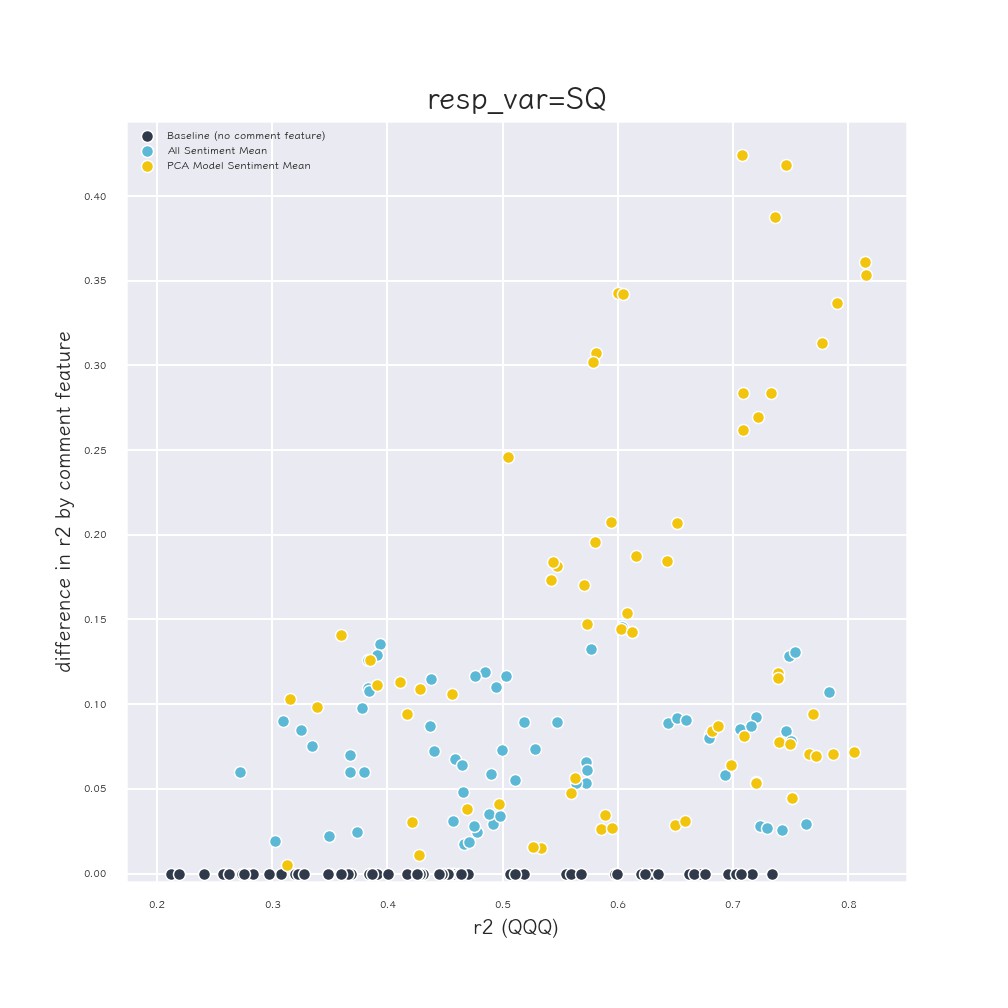 resp_var=SQ
Baseline (no comment feature)
All Sentiment Mean
PCA Model Sentiment Mean
difference in r2 by comment feature
0.40
0.35
0.30
0.25
0.20
0.15
0.10
0.05
0.00
0.2 0.3 0.4 0.5 0.6 0.7 0.8
r2 (QQQ)